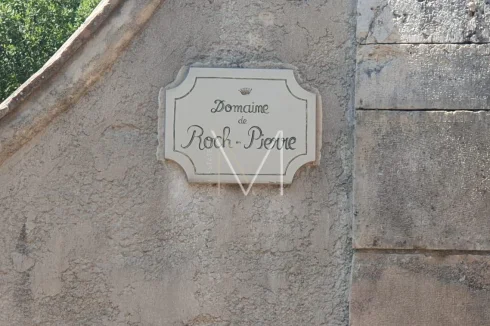 Domaine
de
Roch - Pierre
M